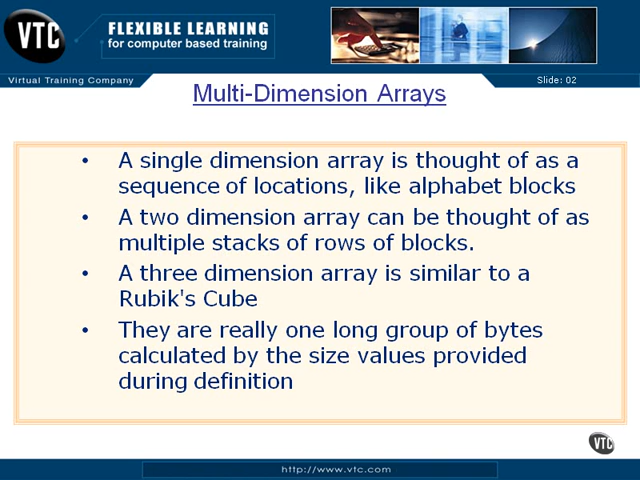 VTC
FLEXIBLE LEARNING
for computer based training
Virtual Training Company
Slide: 02
Multi-Dimension Arrays
• A single dimension array is thought of as a
sequence of locations, like alphabet blocks
• A two dimension array can be thought of as
multiple stacks of rows of blocks.
• A three dimension array is similar to a
Rubik's Cube
• They are really one long group of bytes
calculated by the size values provided
during definition
VTC
http://www.vtc.com